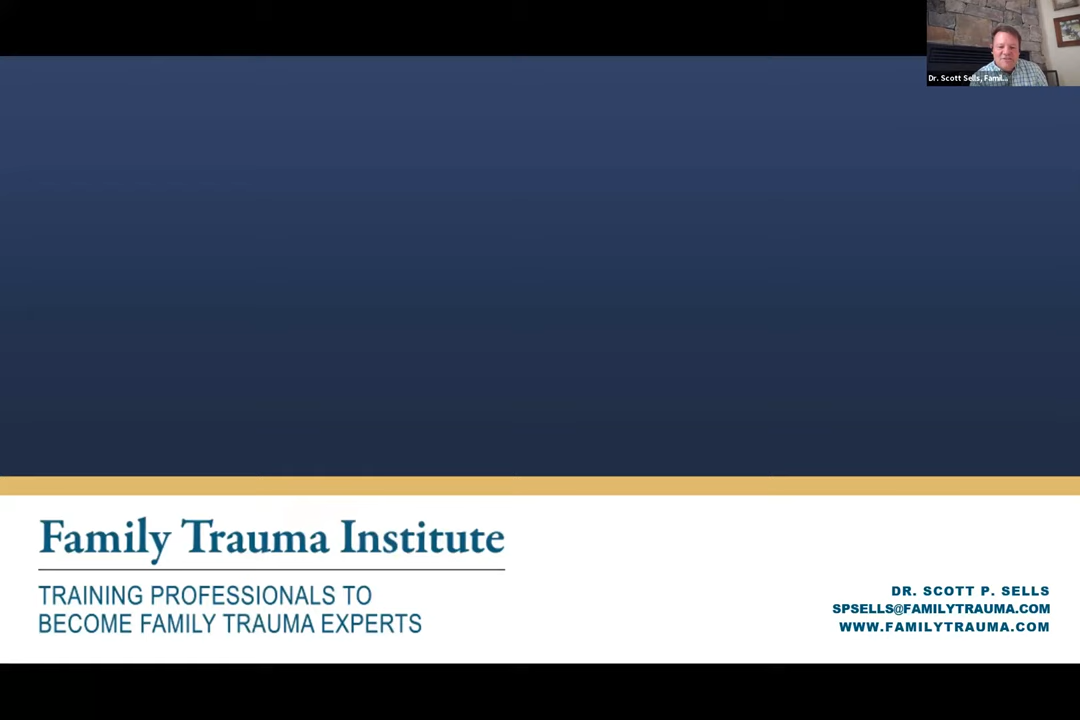 Dr. Scott Sells, Famil...
Family Trauma Institute
TRAINING PROFESSIONALS TO
BECOME FAMILY TRAUMA EXPERTS
DR. SCOTT P. SELLS
SPSELLS@FAMILYTRAUMA.COM
WWW.FAMILYTRAUMA.COM